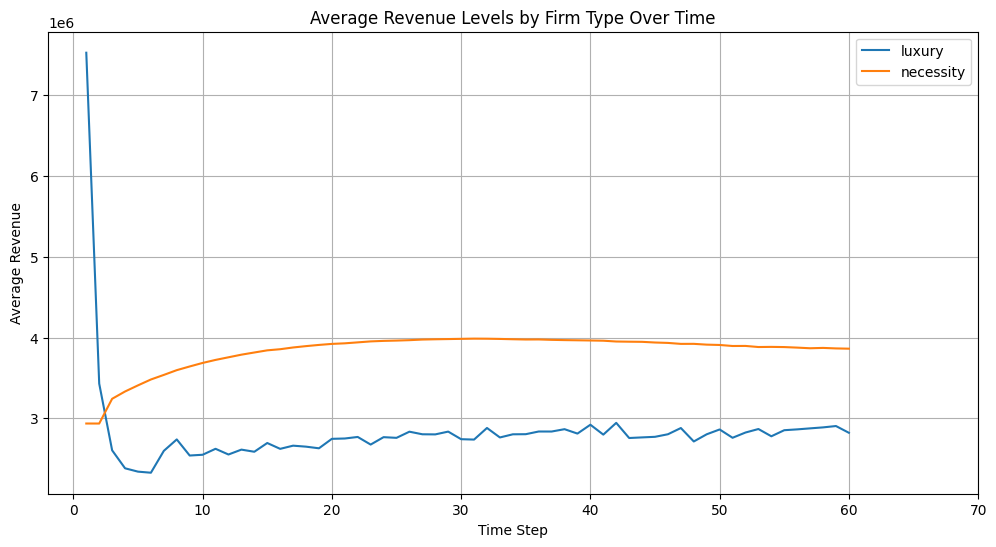 Average Revenue Levels by Firm Type Over Time
1e6
luxury
necessity
7
6
5
4
3
Average Revenue
0 10 20 30 40 50 60 70
Time Step